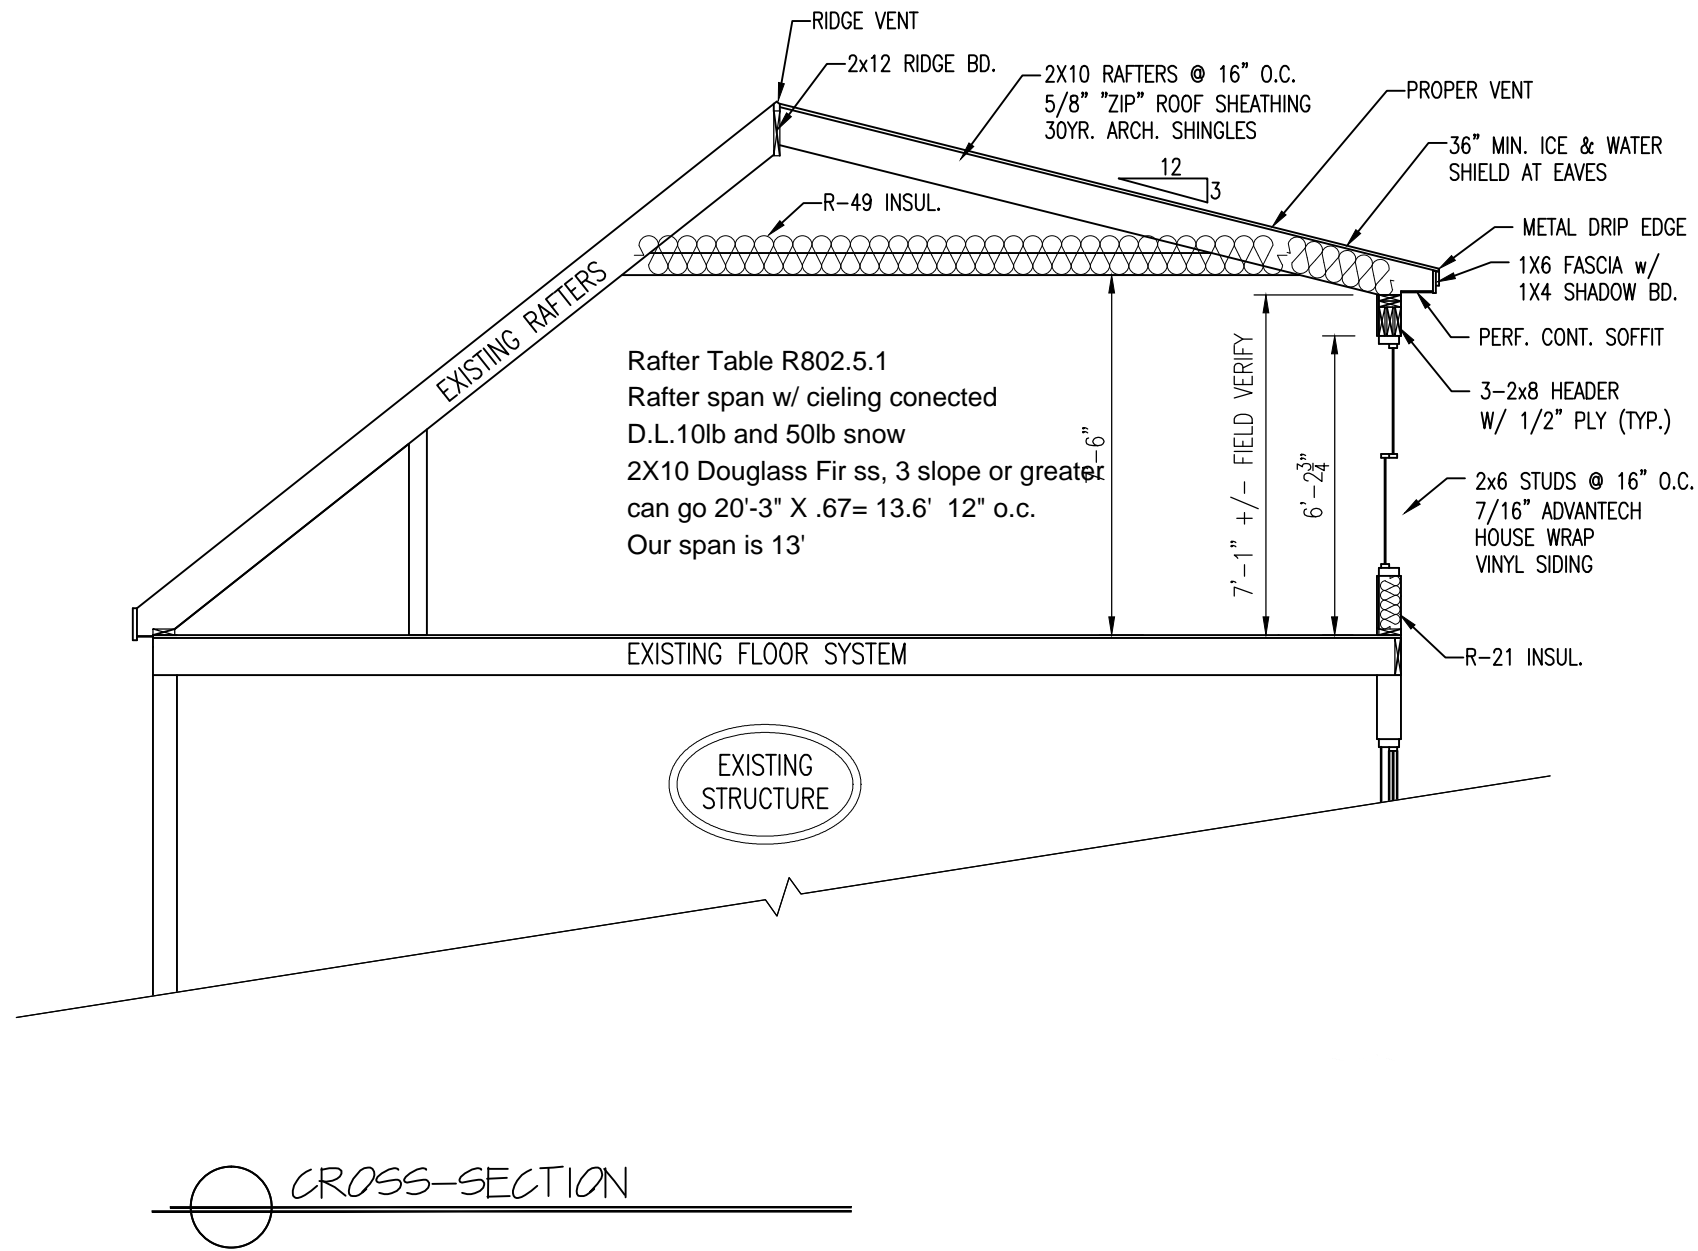 RIDGE VENT
2x12 RIDGE BD.
2X10 RAFTERS @ 16" O.C.
5/8" "ZIP" ROOF SHEATHING
30YR. ARCH. SHINGLES
PROPER VENT
36" MIN. ICE & WATER
SHIELD AT EAVES
12
3
R-49 INSUL.
METAL DRIP EDGE
1X6 FASCIA w/
1X4 SHADOW BD.
PERF. CONT. SOFFIT
3-2x8 HEADER
W/ 1/2" PLY (TYP.)
EXISTING RAFTERS
Rafter Table R802.5.1
Rafter span w/ cieling conected
D.L.10lb and 50lb snow
2X10 Douglass Fir ss, 3 slope or greater
can go 20'-3" X .67= 13.6' 12" o.c.
Our span is 13'
-6"
7'-1" +/- FIELD VERIFY
6'-2 3/4"
2x6 STUDS @ 16" O.C.
7/16" ADVANTECH
HOUSE WRAP
VINYL SIDING
R-21 INSUL.
EXISTING FLOOR SYSTEM
EXISTING
STRUCTURE
CROSS-SECTION